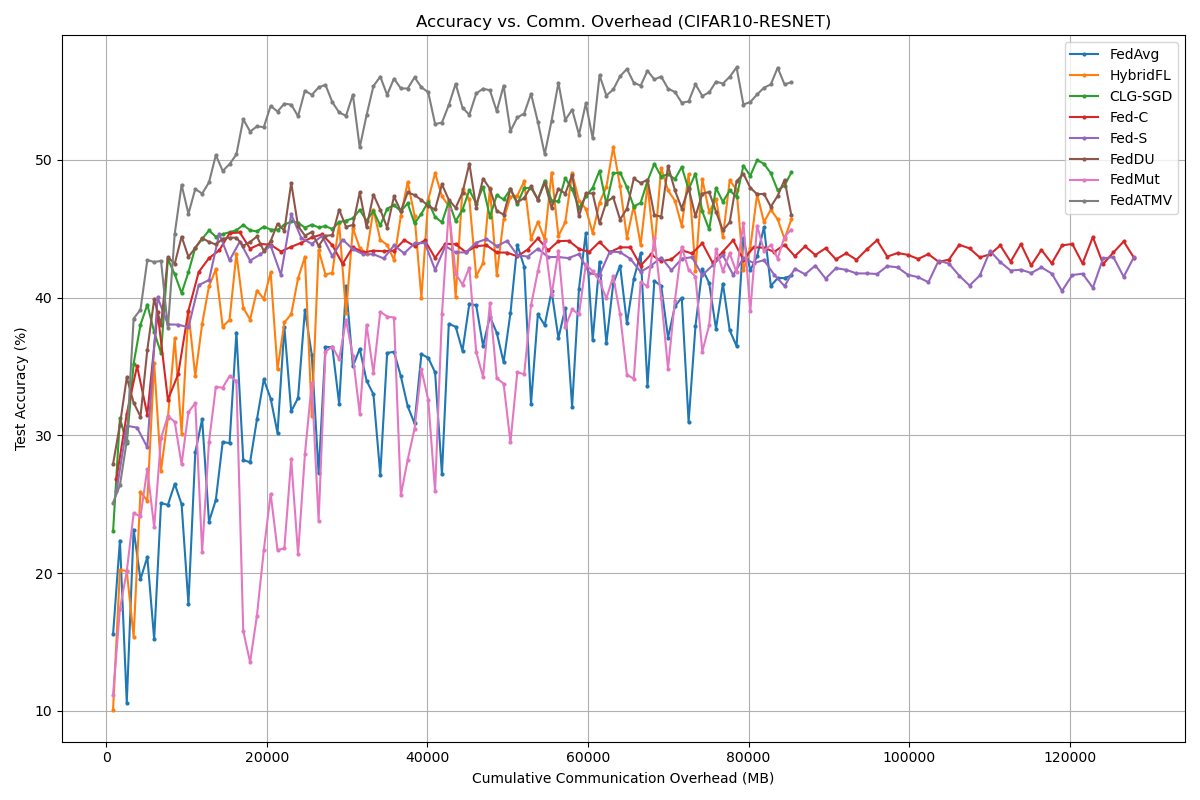 Accuracy vs. Comm. Overhead (CIFAR10-RESNET)
FedAvg
HybridFL
CLG-SGD
Fed-C
Fed-S
FedDU
FedMut
FedATMV
Test Accuracy (%)
50
40
30
20
10
0 20000 40000 60000 80000 100000 120000
Cumulative Communication Overhead (MB)